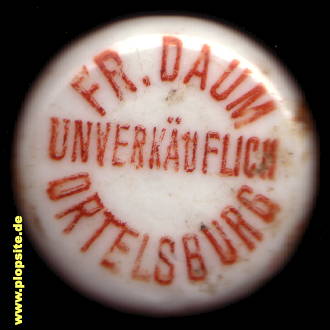 FR. DAUM
UNVERKÄUFLICH
ORTELSBURG
www.plopsite.de